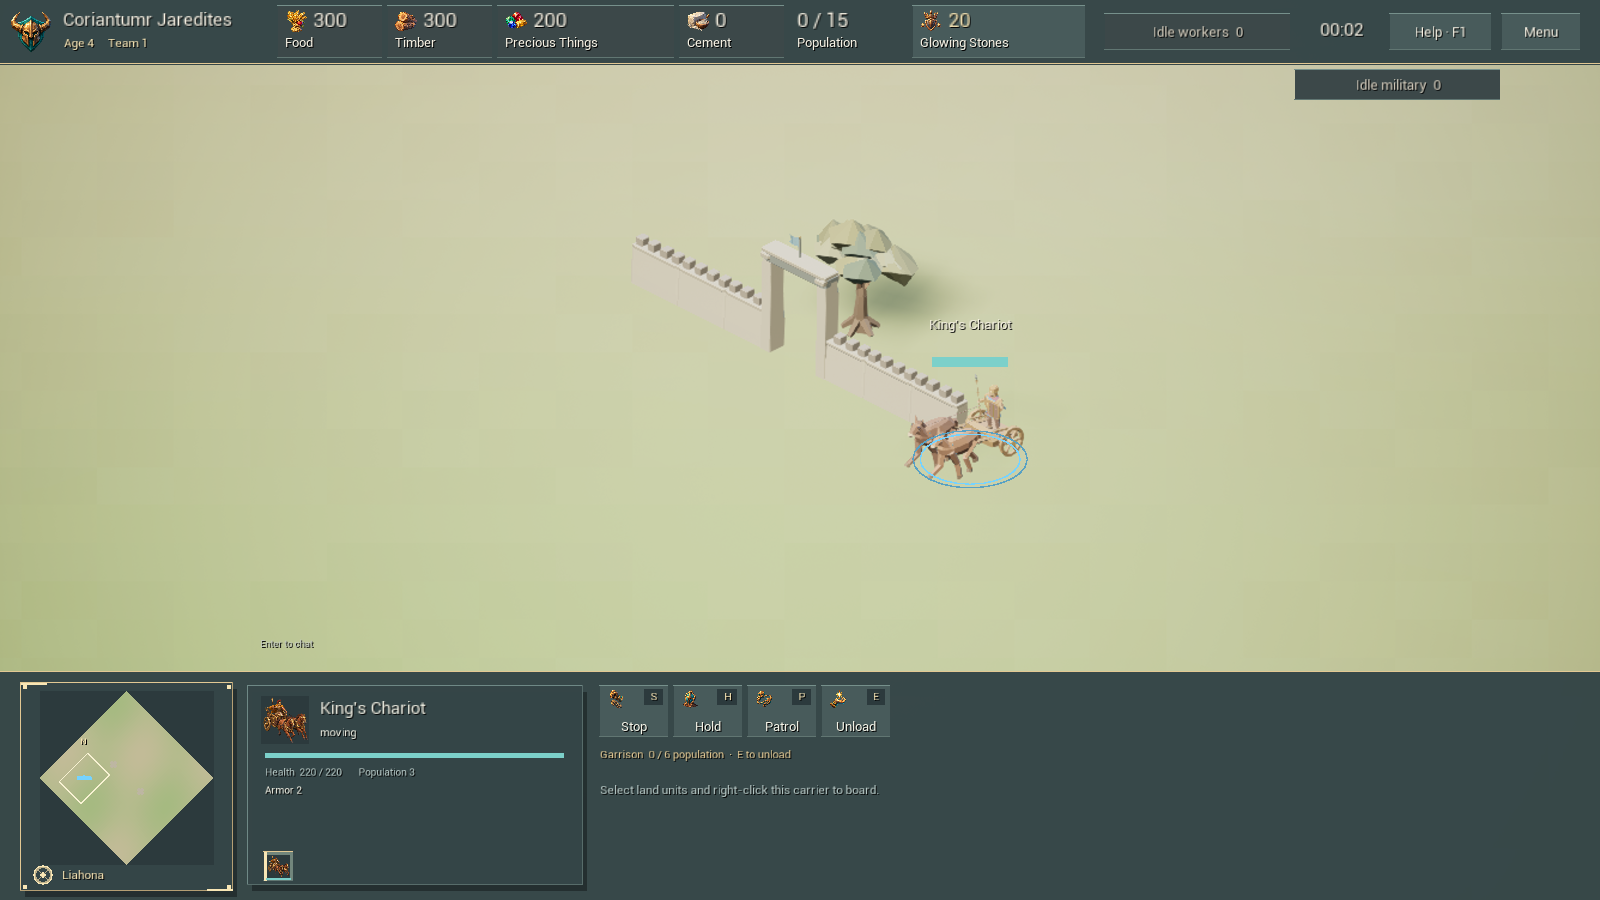 Coriantumr Jaredites
Age 4 Team 1
300
Food
300
Timber
200
Precious Things
0
Cement
0 / 15
Population
20
Glowing Stones
Idle workers 0
00:02
Help · F1
Menu
Idle military 0
King's Chariot
Enter to chat
N
Liahona
King's Chariot
moving
Health 220 / 220 Population 3
Armor 2
S
Stop
H
Hold
P
Patrol
E
Unload
Garrison 0 / 6 population · E to unload
Select land units and right-click this carrier to board.